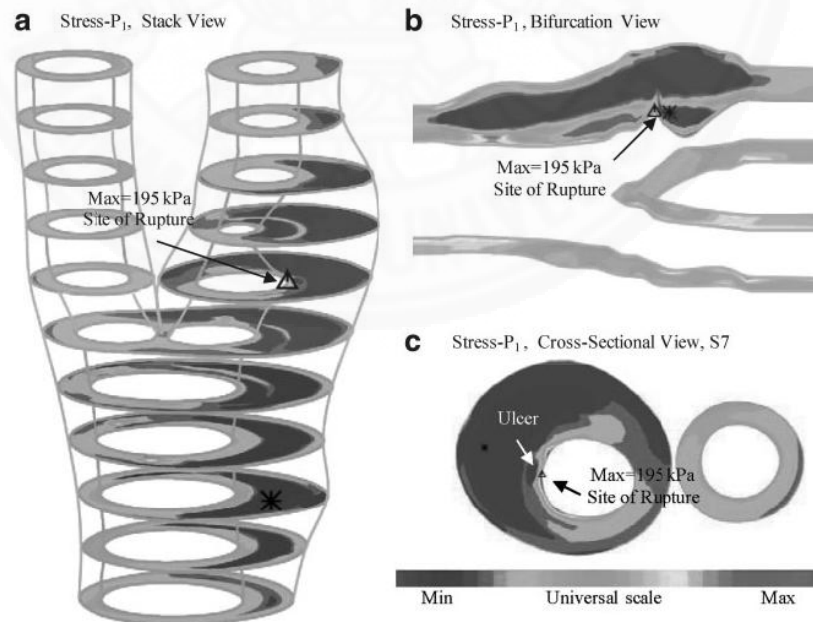 a Stress-P₁, Stack View
Max=195 kPa
Site of Rupture
b Stress-P₁, Bifurcation View
Max=195 kPa
Site of Rupture
c Stress-P₁, Cross-Sectional View, S7
Ulcer
Max=195 kPa
Site of Rupture
Min Universal scale Max